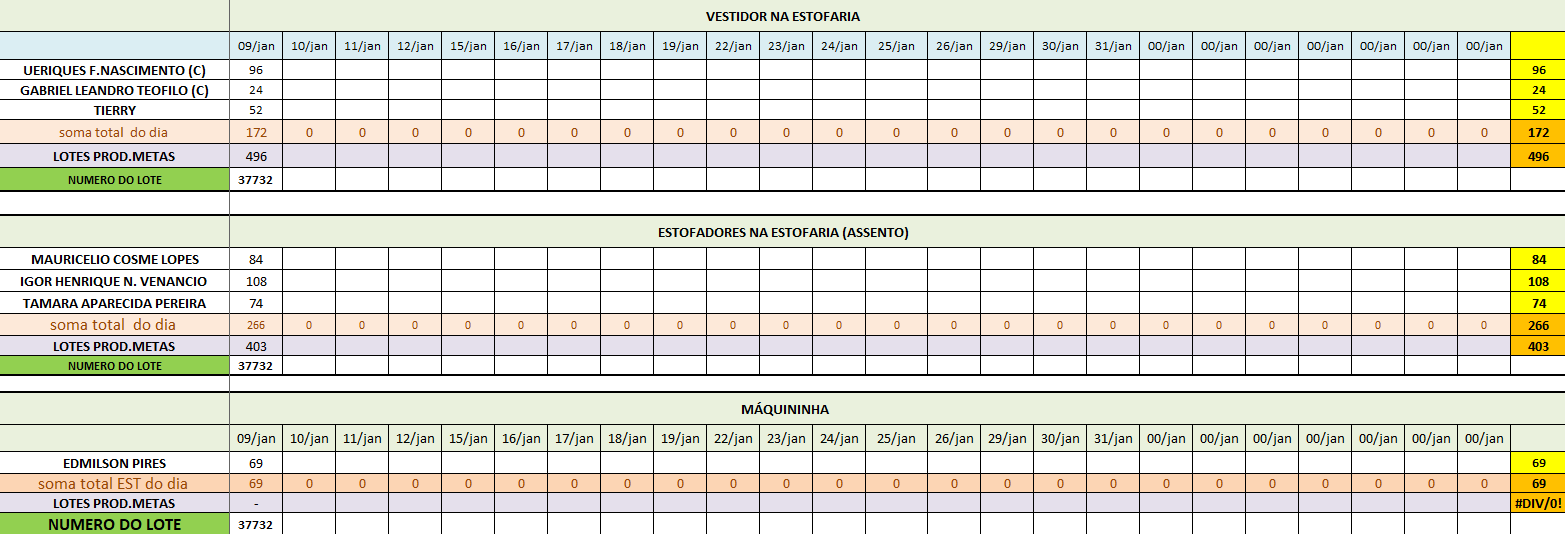 VESTIDOR NA ESTOFARIA
09/jan 10/jan 11/jan 12/jan 15/jan 16/jan 17/jan 18/jan 19/jan 22/jan 23/jan 24/jan 25/jan 26/jan 29/jan 30/jan 31/jan 00/jan 00/jan 00/jan 00/jan 00/jan 00/jan 00/jan
UERIQUES F.NASCIMENTO (C) 96 96
GABRIEL LEANDRO TEOFILO (C) 24 24
TIERRY 52 52
soma total do dia 172 0 0 0 0 0 0 0 0 0 0 0 0 0 0 0 0 0 0 0 0 0 0 0 172
LOTES PROD.METAS 496 496
NUMERO DO LOTE 37732
ESTOFADORES NA ESTOFARIA (ASSENTO)
MAURICELIO COSME LOPES 84 84
IGOR HENRIQUE N. VENANCIO 108 108
TAMARA APARECIDA PEREIRA 74 74
soma total do dia 266 0 0 0 0 0 0 0 0 0 0 0 0 0 0 0 0 0 0 0 0 0 0 0 266
LOTES PROD.METAS 403 403
NUMERO DO LOTE 37732
MÁQUININHA
09/jan 10/jan 11/jan 12/jan 15/jan 16/jan 17/jan 18/jan 19/jan 22/jan 23/jan 24/jan 25/jan 26/jan 29/jan 30/jan 31/jan 00/jan 00/jan 00/jan 00/jan 00/jan 00/jan 00/jan
EDMILSON PIRES 69 69
soma total EST do dia 69 0 0 0 0 0 0 0 0 0 0 0 0 0 0 0 0 0 0 0 0 0 0 0 69
LOTES PROD.METAS - #DIV/0!
NUMERO DO LOTE 37732